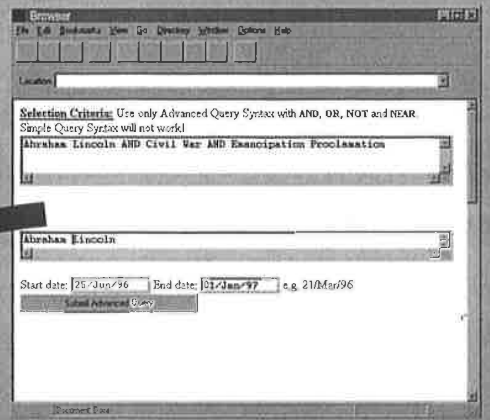 Browser
File Edit Bookmarks View Go Directory Window Options Help
Location
Selection Criteria: Use only Advanced Query Syntax with AND, OR, NOT and NEAR.
Simple Query Syntax will not work!
Abraham Lincoln AND Civil War AND Emancipation Proclamation
Abraham Lincoln
Start date: 25/Jun/96 End date: 01/Jan/97 e.g. 21/Mar/96
Submit Advanced Query
Document Done